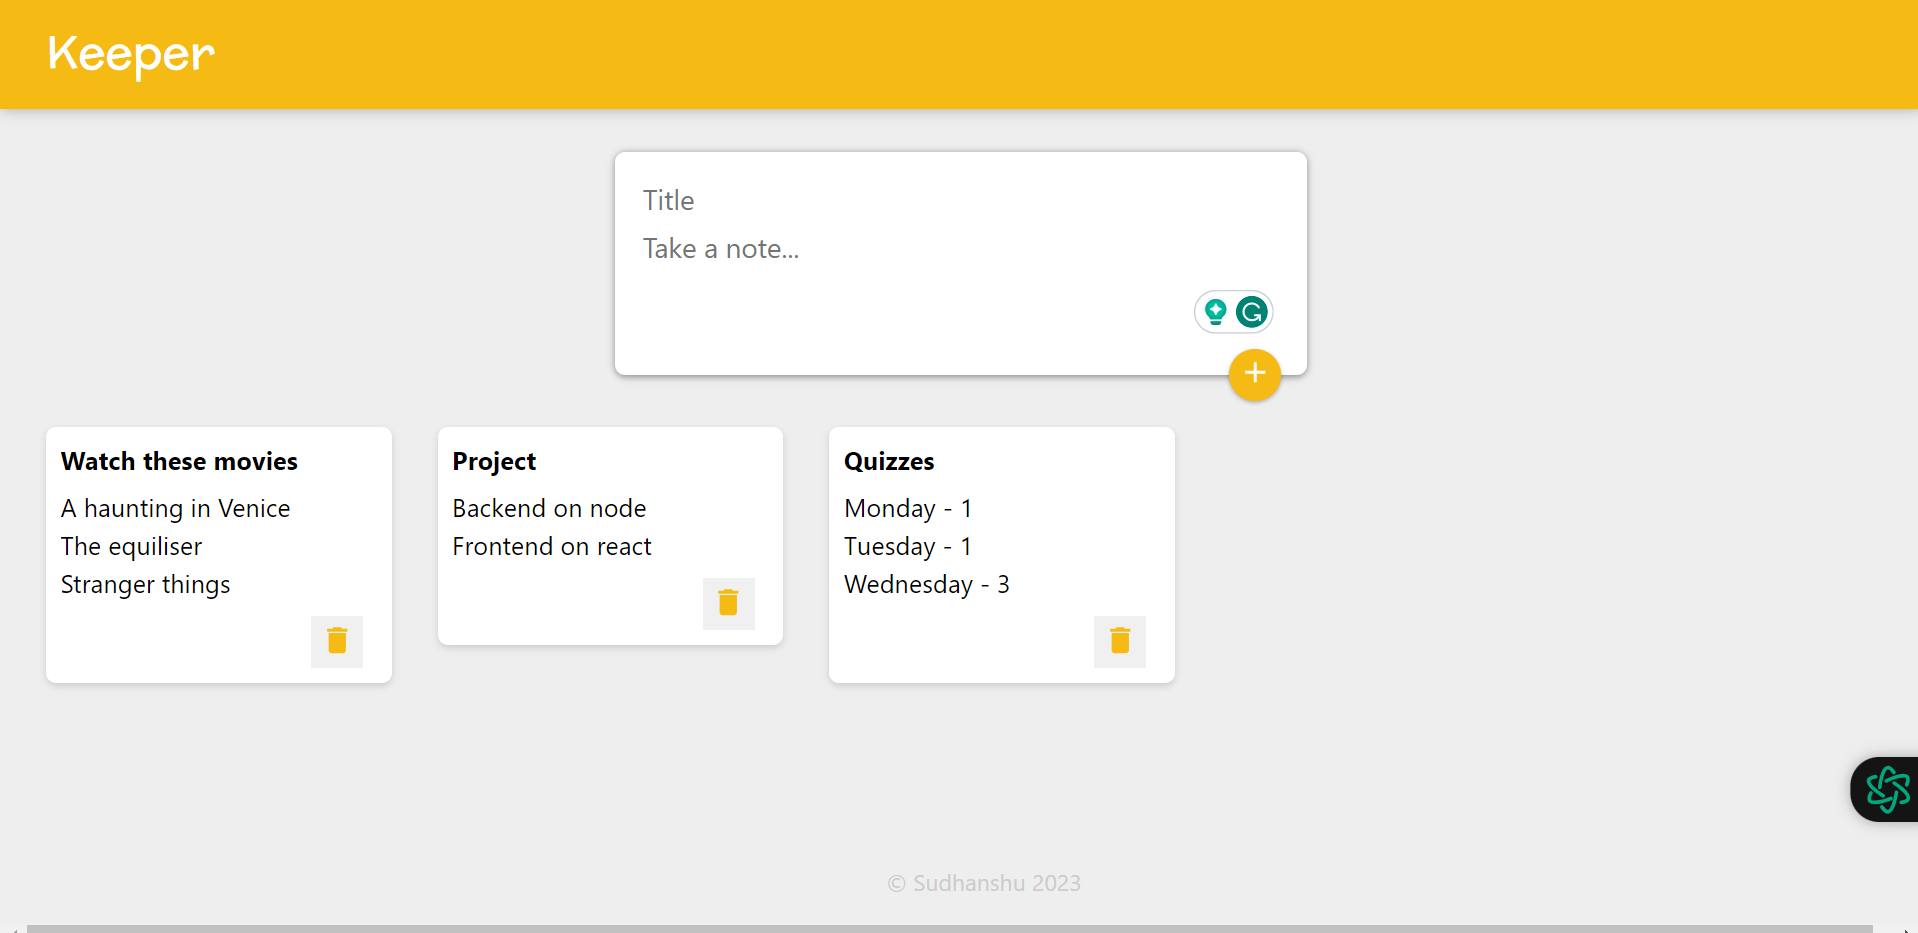 Keeper
Title
Take a note...
Watch these movies
A haunting in Venice
The equiliser
Stranger things
Project
Backend on node
Frontend on react
Quizzes
Monday - 1
Tuesday - 1
Wednesday - 3
© Sudhanshu 2023